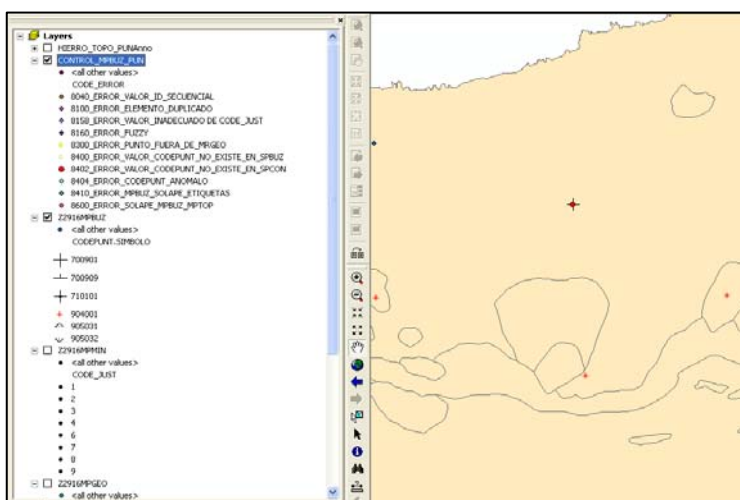 Layers
HIERRO_TOPO_PUNAnno
CONTROL_MPBUZ_PUN
<all other values>
CODE_ERROR
8040_ERROR_VALOR_ID_SECUENCIAL
8100_ERROR_ELEMENTO_DUPLICADO
8158_ERROR_VALOR_INADECUADO DE CODE_JUST
8160_ERROR_FUZZY
8300_ERROR_PUNTO_FUERA_DE_MRGEO
8400_ERROR_VALOR_CODEPUNT_NO_EXISTE_EN_SPBUZ
8402_ERROR_VALOR_CODEPUNT_NO_EXISTE_EN_SPCON
8404_ERROR_CODEPUNT_ANOMALO
8410_ERROR_MPBUZ_SOLAPE_ETIQUETAS
8600_ERROR_SOLAPE_MPBUZ_MPTOP
Z2916MPBUZ
<all other values>
CODEPUNT.SIMBOLO
700901
700909
710101
904001
905031
905032
Z2916MPMIN
<all other values>
CODE_JUST
1
2
3
4
6
7
8
9
Z2916MPGEO
<all other values>